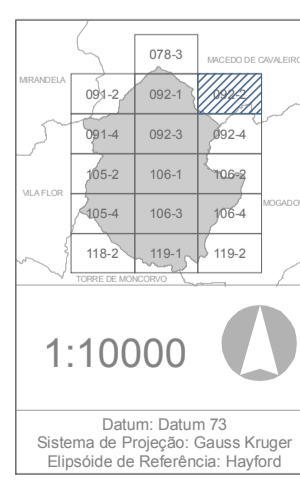 078-3
MACEDO DE CAVALEIRO
MIRANDELA
091-2 092-1 092-2
091-4 092-3 092-4
105-2 106-1 106-2
VILA FLOR
MOGADOU
105-4 106-3 106-4
118-2 119-1 119-2
TORRE DE MONCORVO
1:10000
Datum: Datum 73
Sistema de Projeção: Gauss Kruger
Elipsóide de Referência: Hayford